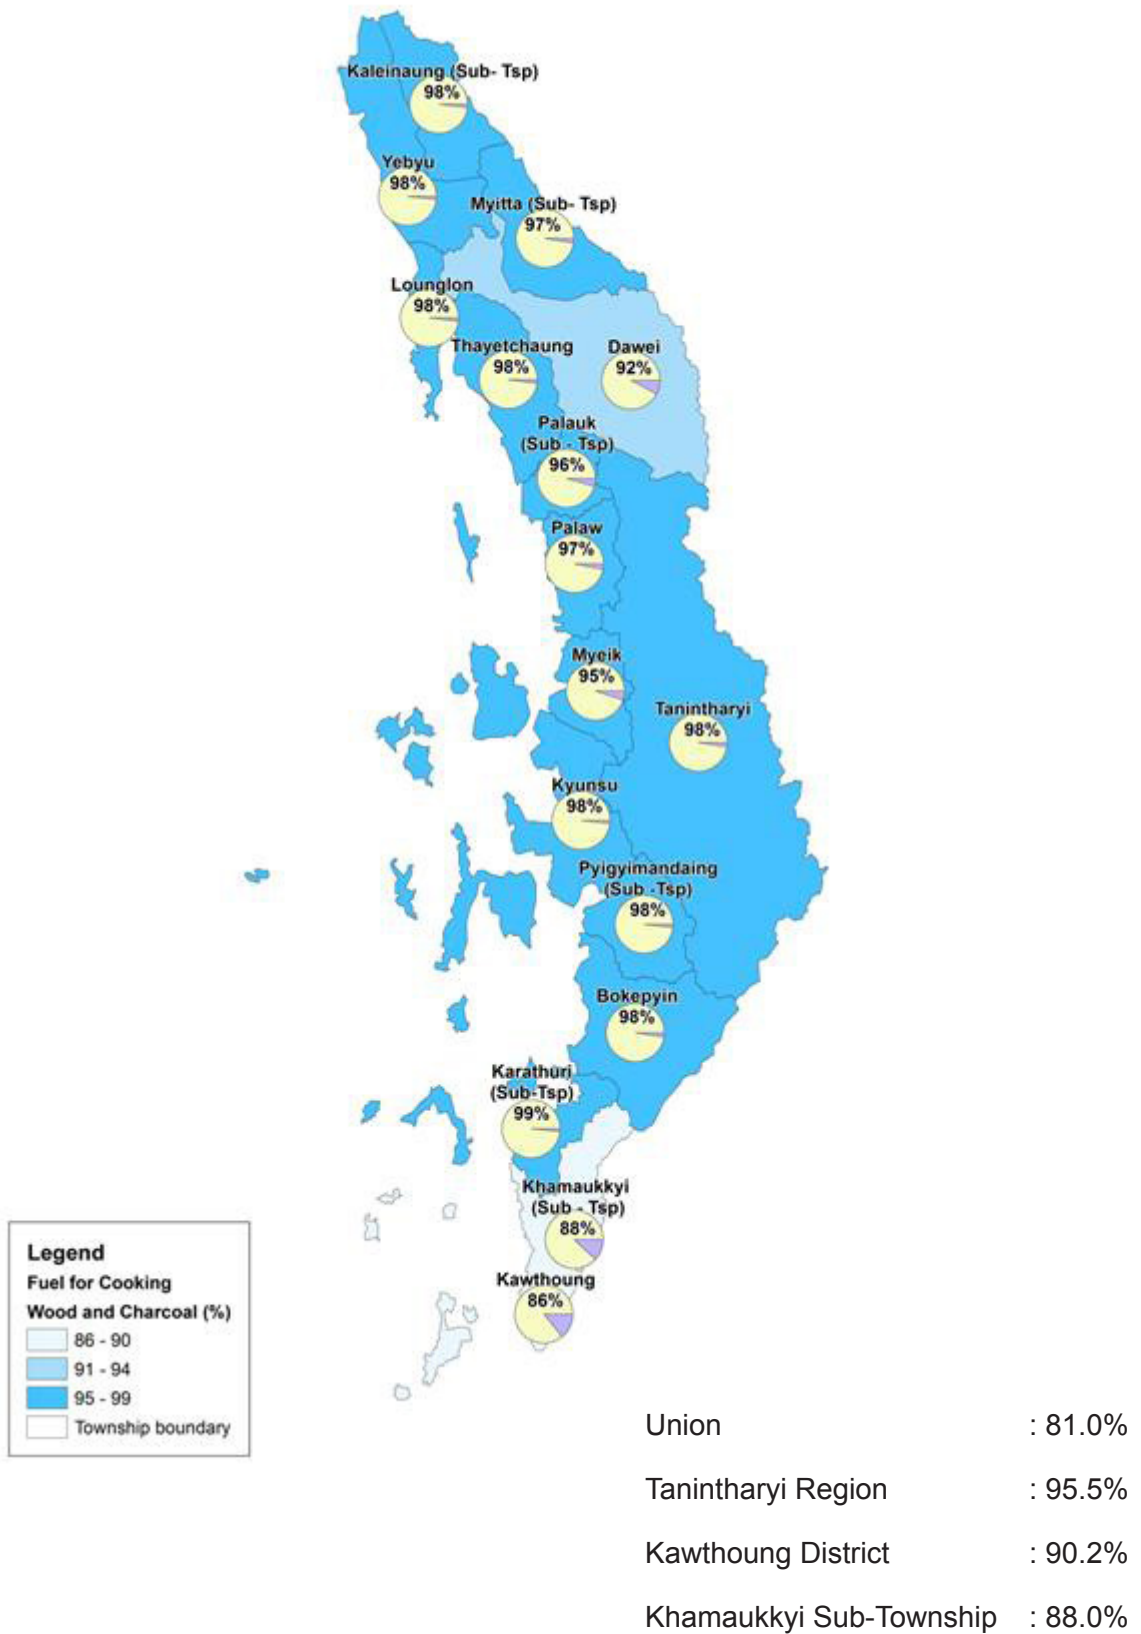 Kaleinaung (Sub- Tsp)
98%
Yebyu
98%
Myitta (Sub- Tsp)
97%
Lounglon
98%
Thayetchaung
98%
Dawei
92%
Palauk
(Sub - Tsp)
96%
Palaw
97%
Myeik
95%
Tanintharyi
98%
Kyunsu
98%
Pyigyimandaing
(Sub -Tsp)
98%
Bokepyin
98%
Karathuri
(Sub-Tsp)
99%
Khamaukkyi
(Sub - Tsp)
88%
Kawthoung
86%
Legend
Fuel for Cooking
Wood and Charcoal (%)
86 - 90
91 - 94
95 - 99
Township boundary
Union : 81.0%
Tanintharyi Region : 95.5%
Kawthoung District : 90.2%
Khamaukkyi Sub-Township : 88.0%